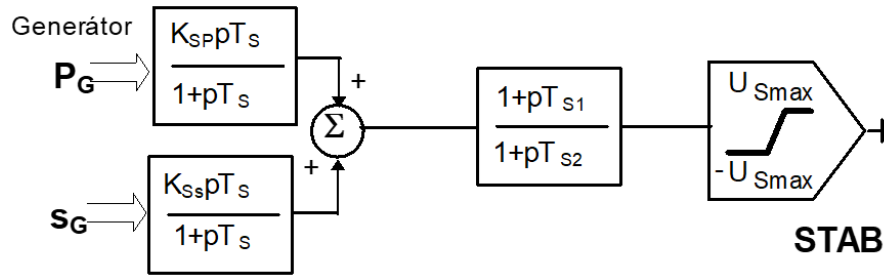 Generátor
P_G
K_SP pT_S
1+pT_S
+
Σ
+
s_G
K_Ss pT_S
1+pT_S
1+pT_S1
1+pT_S2
U_Smax
-U_Smax
STAB